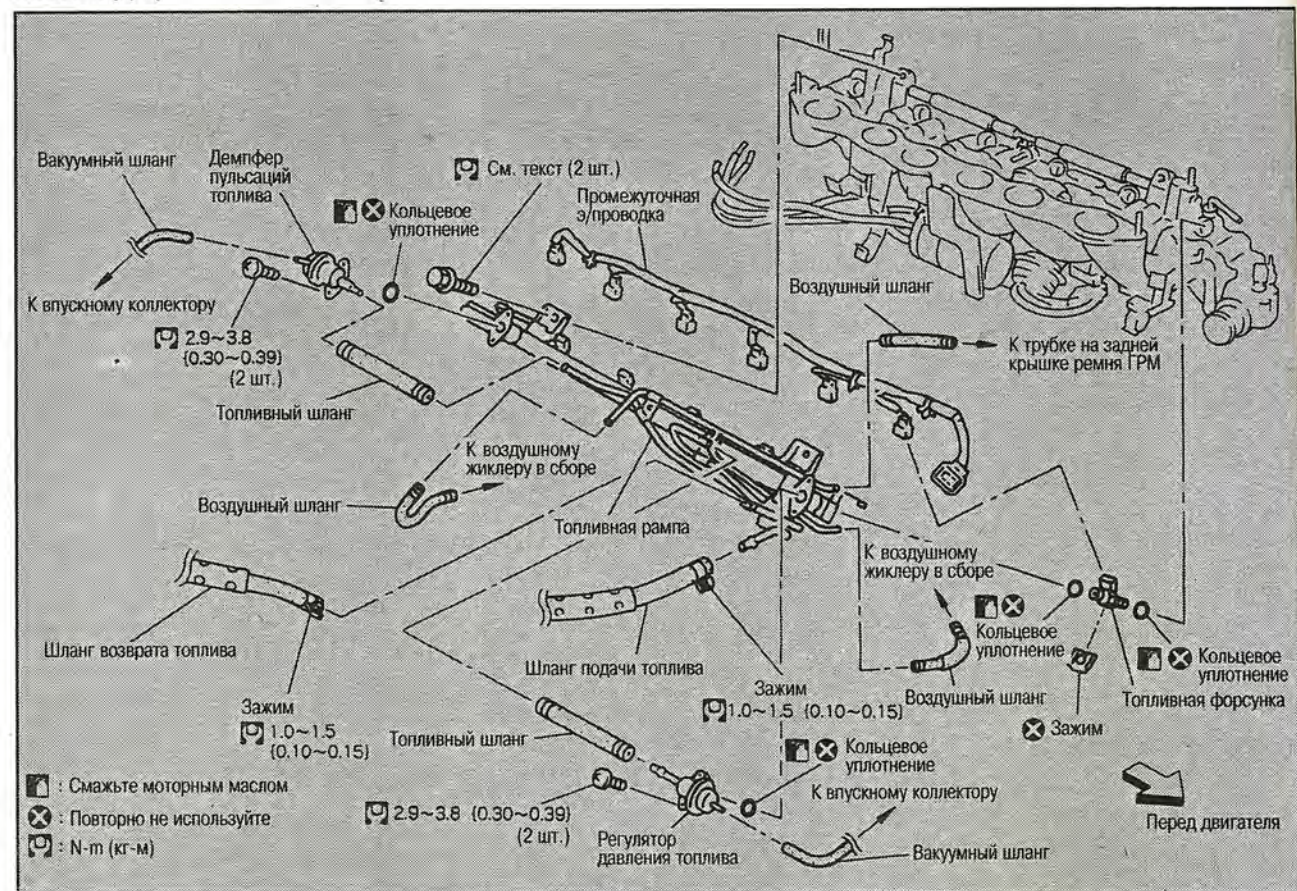 Вакуумный шланг
Демпфер
пульсаций
топлива
Кольцевое
уплотнение
См. текст (2 шт.)
Промежуточная
э/проводка
Воздушный шланг
К впускному коллектору
2.9~3.8
{0.30~0.39}
(2 шт.)
К трубке на задней
крышке ремня ГРМ
Топливный шланг
К воздушному
жиклеру в сборе
Воздушный шланг
Топливная рампа
К воздушному
жиклеру в сборе
Кольцевое
уплотнение
Шланг возврата топлива
Шланг подачи топлива
Воздушный шланг
Кольцевое
уплотнение
Топливная форсунка
Зажим
1.0~1.5
{0.10~0.15}
Зажим
1.0~1.5 {0.10~0.15}
Зажим
Топливный шланг
Кольцевое
уплотнение
К впускному коллектору
: Смажьте моторным маслом
: Повторно не используйте
: N-m (кг-м)
2.9~3.8 {0.30~0.39}
(2 шт.)
Регулятор
давления топлива
Вакуумный шланг
Перед двигателя